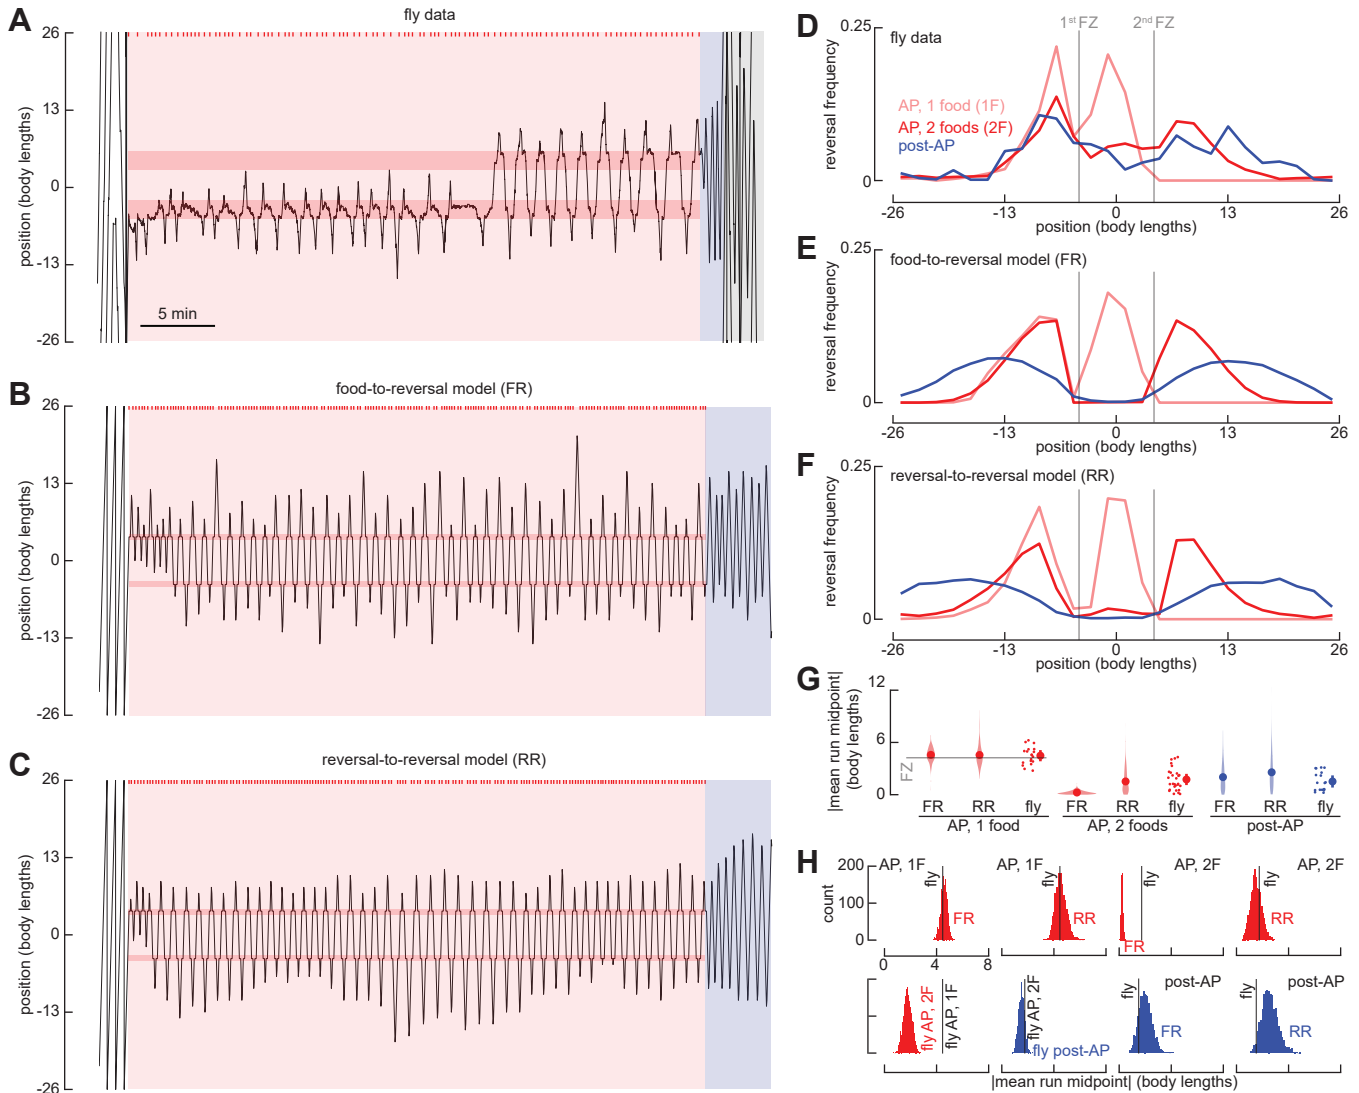 A
fly data
26
13
0
-13
-26
position (body lengths)
5 min
B
food-to-reversal model (FR)
26
13
0
-13
-26
position (body lengths)
C
reversal-to-reversal model (RR)
26
13
0
-13
-26
position (body lengths)
D
0.25
0
reversal frequency
fly data
1st FZ
2nd FZ
AP, 1 food (1F)
AP, 2 foods (2F)
post-AP
-26
-13
0
13
26
position (body lengths)
E
0.25
0
reversal frequency
food-to-reversal model (FR)
-26
-13
0
13
26
position (body lengths)
F
0.25
0
reversal frequency
reversal-to-reversal model (RR)
-26
-13
0
13
26
position (body lengths)
G
|mean run midpoint|
(body lengths)
12
6
0
FZ
FR
RR
fly
FR
RR
fly
FR
RR
fly
AP, 1 food
AP, 2 foods
post-AP
H
200
100
0
count
AP, 1F
fly
FR
0
4
8
AP, 1F
fly
RR
AP, 2F
fly
FR
AP, 2F
fly
RR
fly AP, 2F
fly AP, 1F
fly AP, 2F
fly post-AP
post-AP
fly
FR
post-AP
fly
RR
|mean run midpoint| (body lengths)